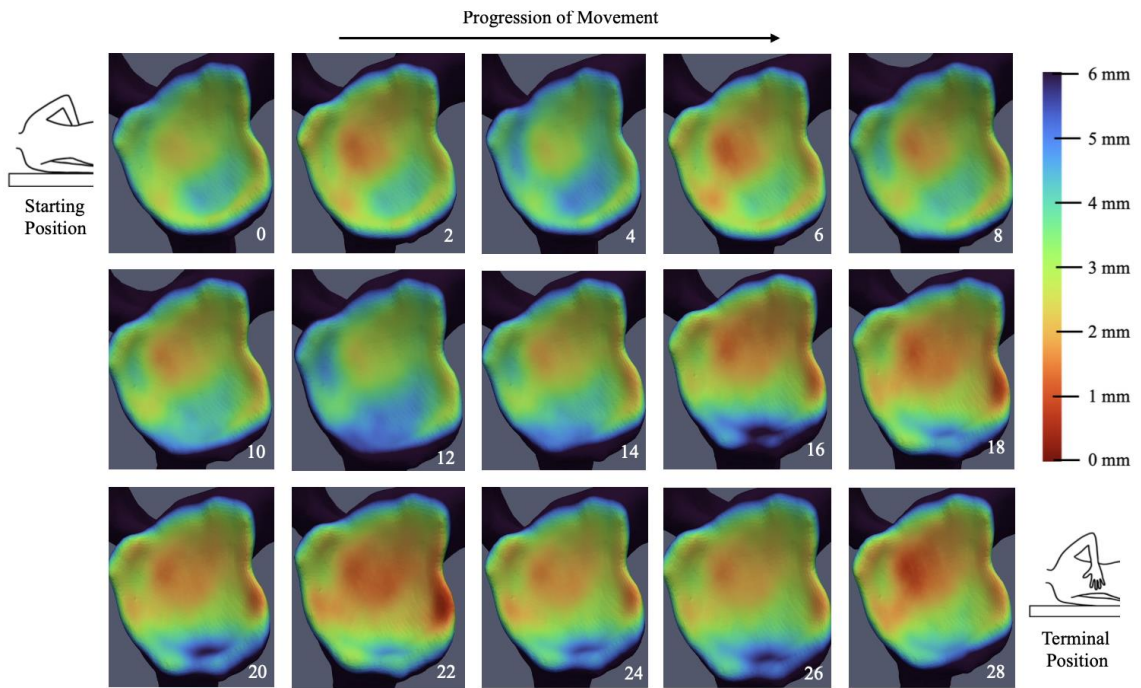 Progression of Movement
Starting
Position
0
2
4
6
8
10
12
14
16
18
20
22
24
26
28
6 mm
5 mm
4 mm
3 mm
2 mm
1 mm
0 mm
Terminal
Position